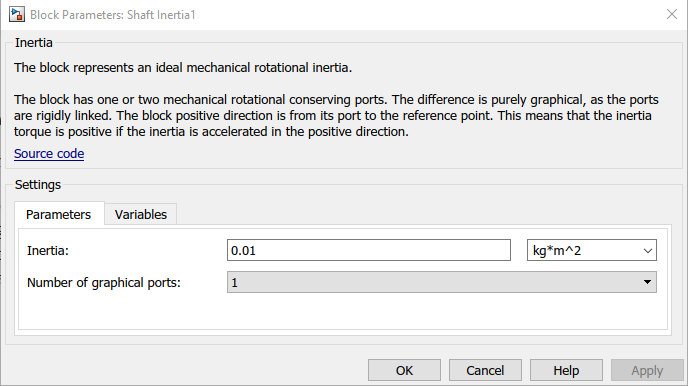 Block Parameters: Shaft Inertia1
Inertia
The block represents an ideal mechanical rotational inertia.
The block has one or two mechanical rotational conserving ports. The difference is purely graphical, as the ports
are rigidly linked. The block positive direction is from its port to the reference point. This means that the inertia
torque is positive if the inertia is accelerated in the positive direction.
Source code
Settings
Parameters Variables
Inertia: 0.01 kg*m^2
Number of graphical ports: 1
OK Cancel Help Apply